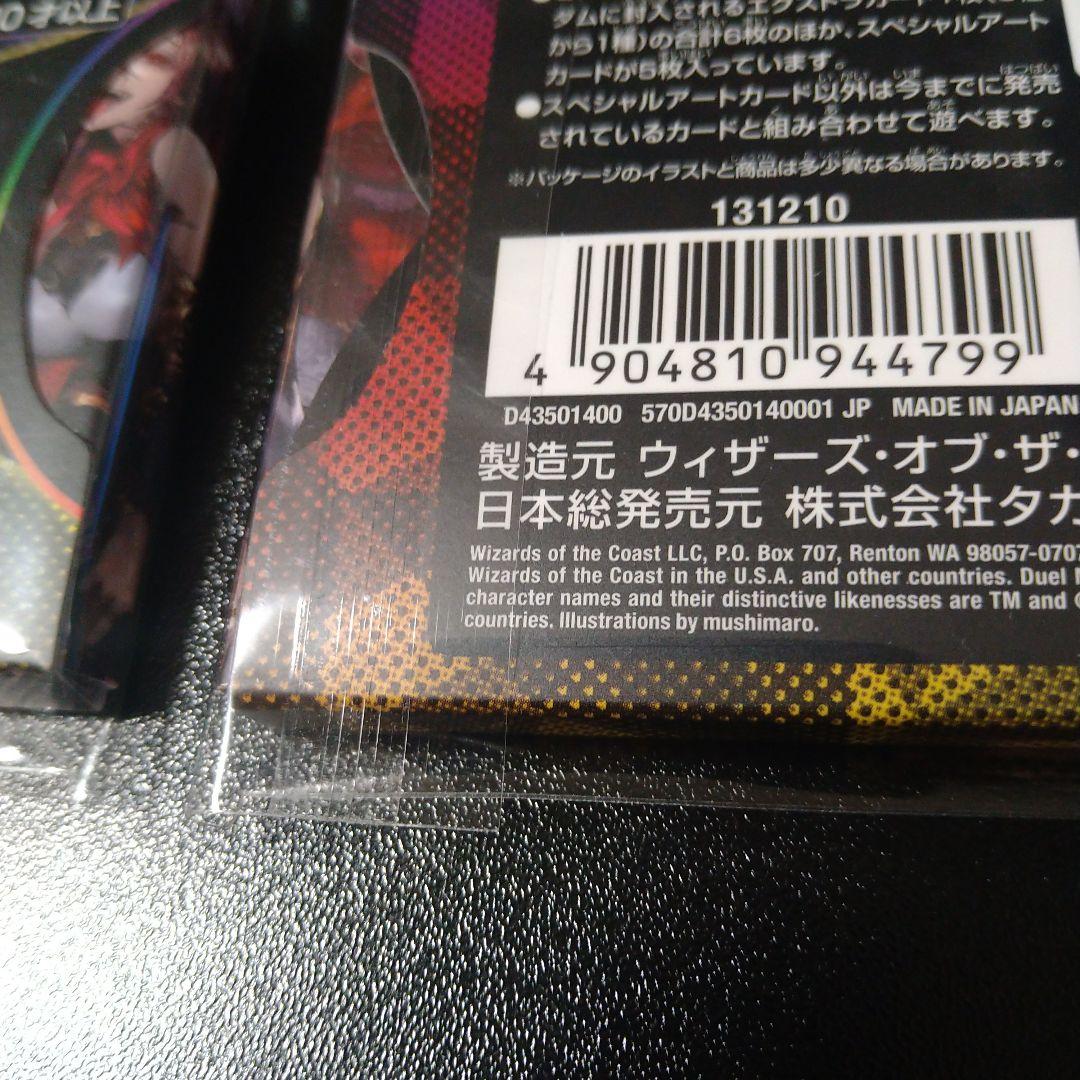 才以上
ダムに封入されるエクストラカード
から1種)の合計6枚のほか、スペシャルアート
カードが5枚入っています。
●スペシャルアートカード以外は今までに発売
されているカードと組み合わせて遊べます。
※パッケージのイラストと商品は多少異なる場合があります。
131210
4 904810 944799
D43501400 570D4350140001 JP MADE IN JAPAN
製造元 ウィザーズ・オブ・ザ・
日本総発売元 株式会社タカ
Wizards of the Coast LLC, P.O. Box 707, Renton WA 98057-0707
Wizards of the Coast in the U.S.A. and other countries. Duel
character names and their distinctive likenesses are TM and
countries. Illustrations by mushimaro.